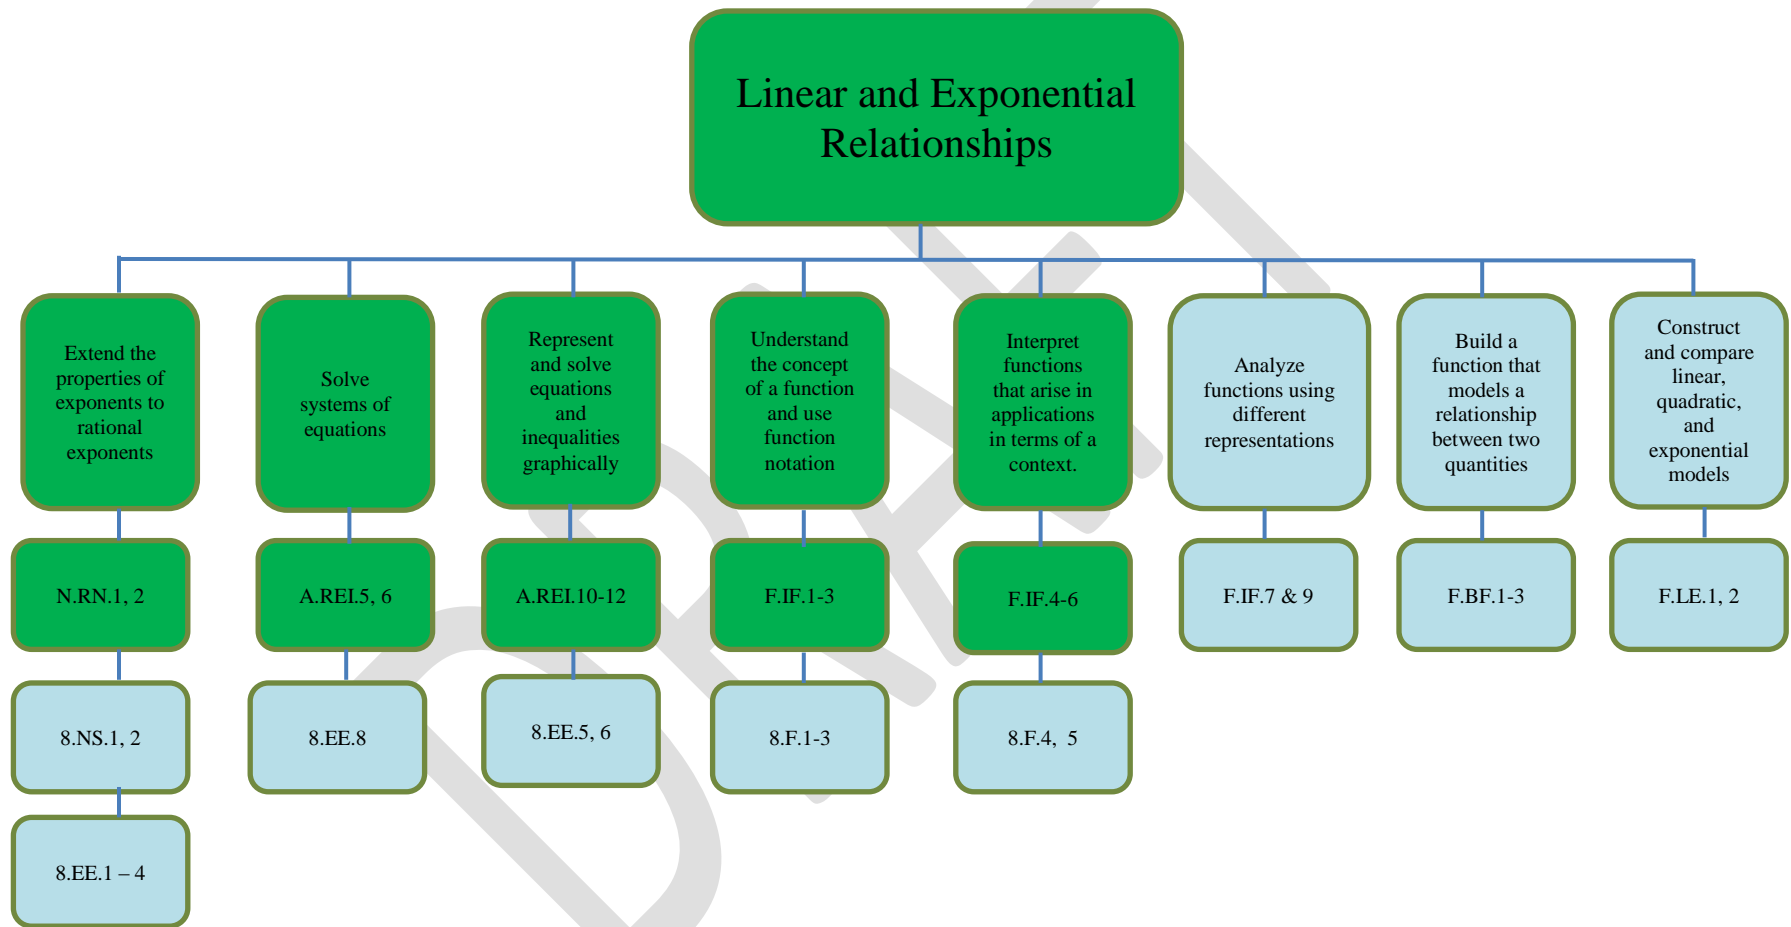 Linear and Exponential
Relationships
Extend the
properties of
exponents to
rational
exponents
Solve
systems of
equations
Represent
and solve
equations
and
inequalities
graphically
Understand
the concept
of a function
and use
function
notation
Interpret
functions
that arise in
applications
in terms of a
context.
Analyze
functions using
different
representations
Build a
function that
models a
relationship
between two
quantities
Construct
and compare
linear,
quadratic,
and
exponential
models
N.RN.1, 2
A.REI.5, 6
A.REI.10-12
F.IF.1-3
F.IF.4-6
F.IF.7 & 9
F.BF.1-3
F.LE.1, 2
8.NS.1, 2
8.EE.8
8.EE.5, 6
8.F.1-3
8.F.4,  5
8.EE.1 – 4
DRAFT